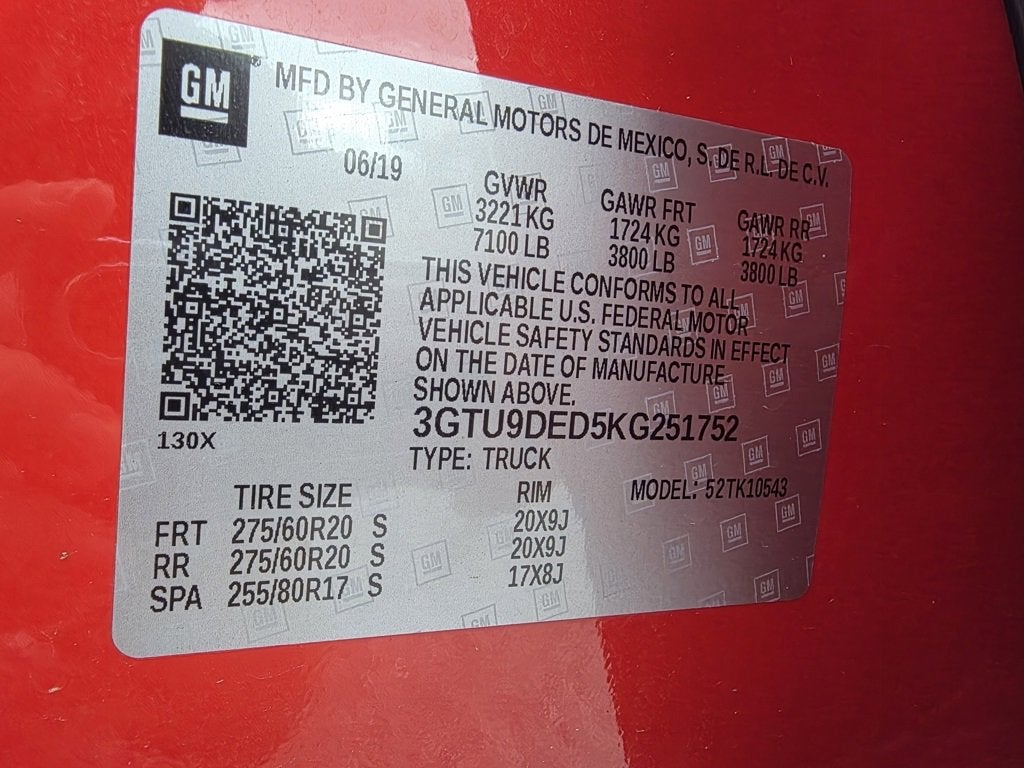 GM® MFD BY GENERAL MOTORS DE MEXICO, S. DE R.L. DE C.V.
06/19
GVWR GAWR FRT GAWR RR
3221 KG 1724 KG 1724 KG
7100 LB 3800 LB 3800 LB
THIS VEHICLE CONFORMS TO ALL
APPLICABLE U.S. FEDERAL MOTOR
VEHICLE SAFETY STANDARDS IN EFFECT
ON THE DATE OF MANUFACTURE
SHOWN ABOVE.
3GTU9DED5KG251752
130X
TYPE: TRUCK
MODEL: 52TK10543
TIRE SIZE RIM
FRT 275/60R20 S 20X9J
RR 275/60R20 S 20X9J
SPA 255/80R17 S 17X8J